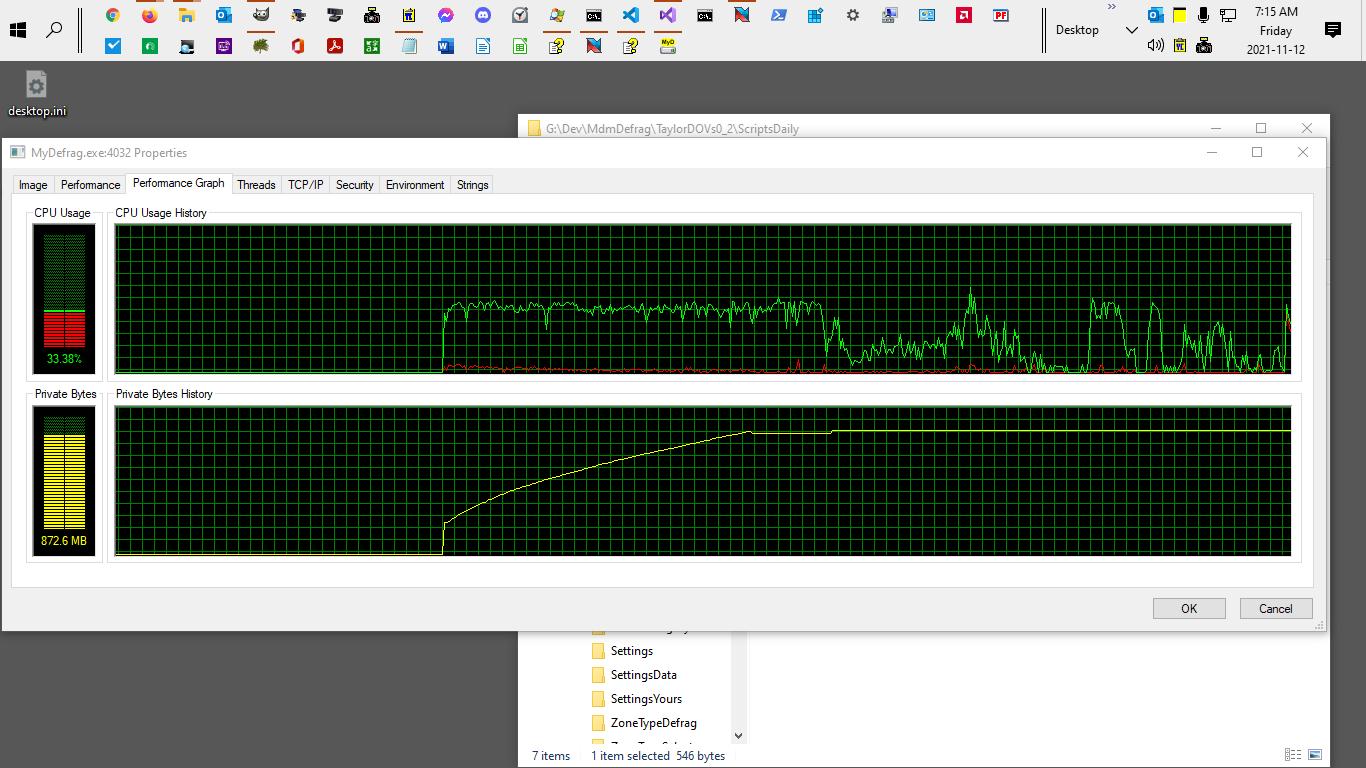 PF
MyD
Desktop
7:15 AM
Friday
2021-11-12
desktop.ini
G:\Dev\MdmDefrag\TaylorDOVs0_2\ScriptsDaily
MyDefrag.exe:4032 Properties
Image Performance Performance Graph Threads TCP/IP Security Environment Strings
CPU Usage CPU Usage History
33.38%
Private Bytes Private Bytes History
872.6 MB
OK Cancel
Settings
SettingsData
SettingsYours
ZoneTypeDefrag
7 items 1 item selected 546 bytes